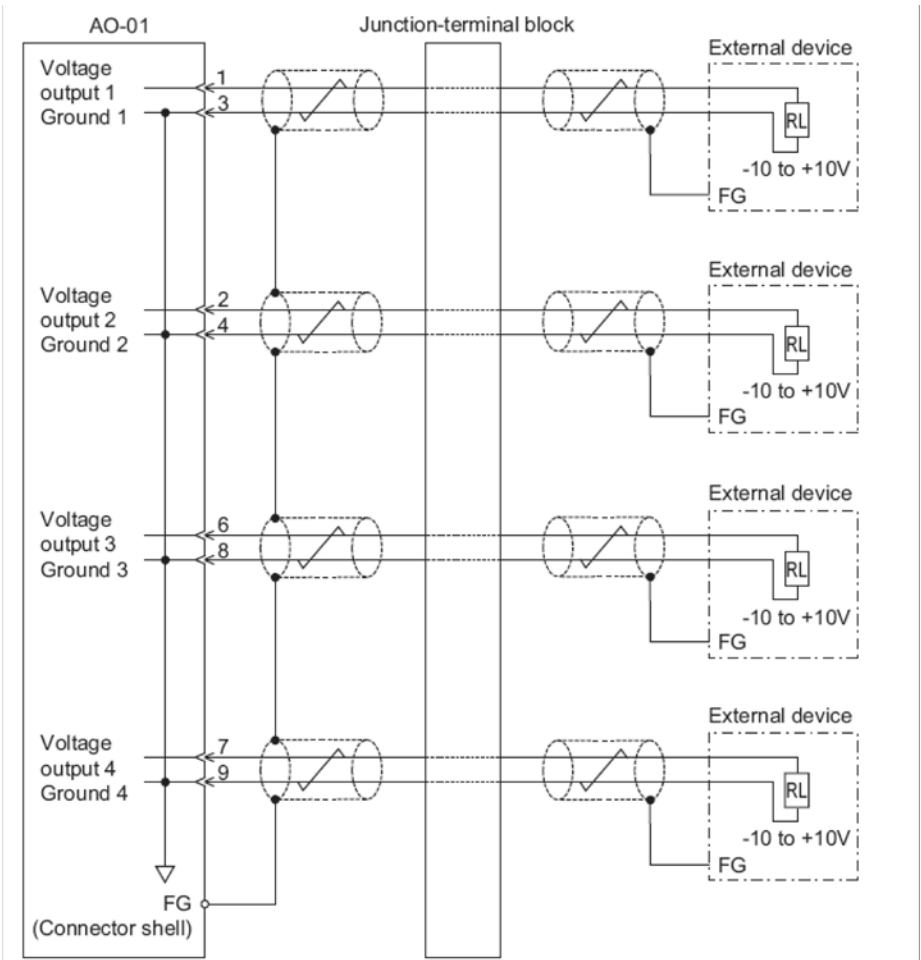 AO-01
Junction-terminal block
External device
Voltage
output 1
Ground 1
1
3
RL
-10 to +10V
FG
External device
Voltage
output 2
Ground 2
2
4
RL
-10 to +10V
FG
External device
Voltage
output 3
Ground 3
6
8
RL
-10 to +10V
FG
External device
Voltage
output 4
Ground 4
7
9
RL
-10 to +10V
FG
FG
(Connector shell)